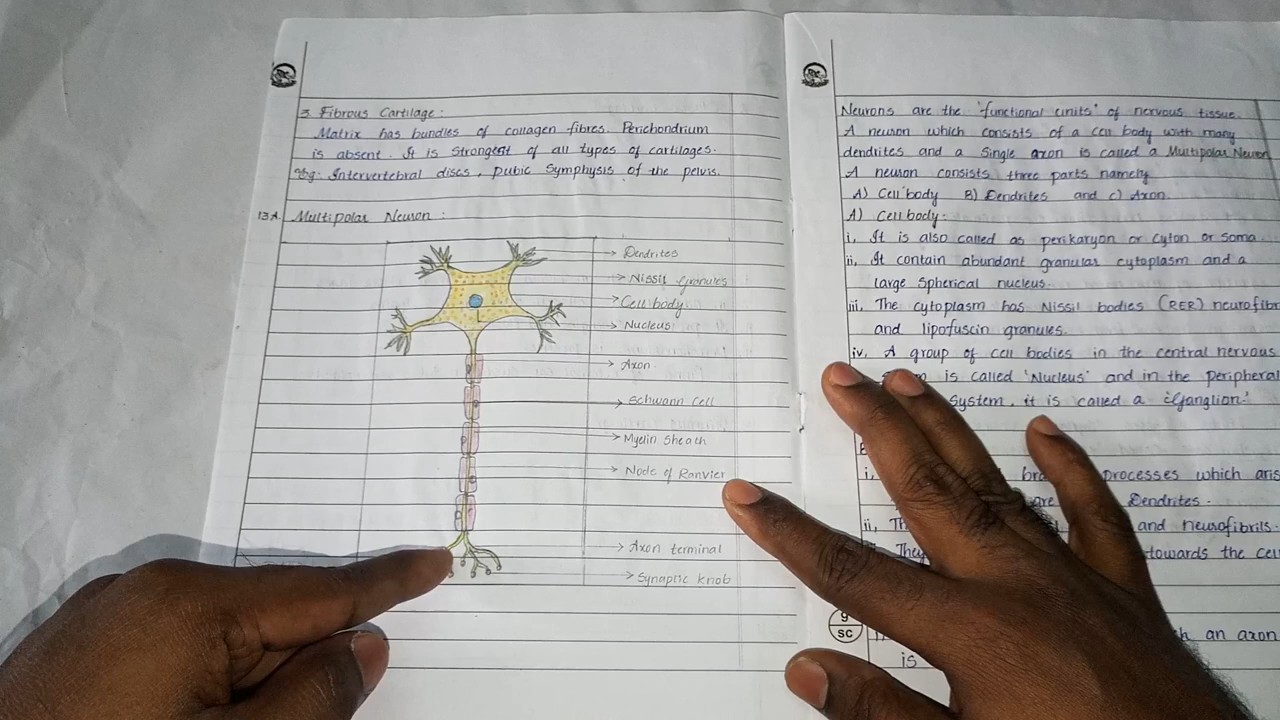 3. Fibrous Cartilage:
Matrix has bundles of collagen fibres. Perichondrium
is absent. It is Strongest of all types of cartilages.
Eg: Intervertebral discs, Pubic Symphysis of the pelvis.
13A. Multipolar Neuron:
Dendrites
Nissil Granules
Cell body
Nucleus
Axon
Schwann Cell
Myelin Sheath
Node of Ranvier
Axon terminal
Synaptic knob
Neurons are the 'functional units' of nervous tissue.
A neuron which consists of a cell body with many
dendrites and a Single axon is called a Multipolar Neuron
A neuron consists three parts namely
A) Cell body B) Dendrites and c) Axon.
A) Cell body:
i, It is also called as perikaryon or cyton or soma.
ii, It contain abundant granular cytoplasm and a
large Spherical nucleus.
iii, The cytoplasm has Nissil bodies (RER) neurofibr
and lipofuscin granules.
iv, A group of cell bodies in the central nervous
is called 'Nucleus' and in the peripheral
System, it is called a 'Ganglion.'
i, processes which aris
are Dendrites.
ii, and neurofibrils.
They towards the cell
9
SC
an axon
is